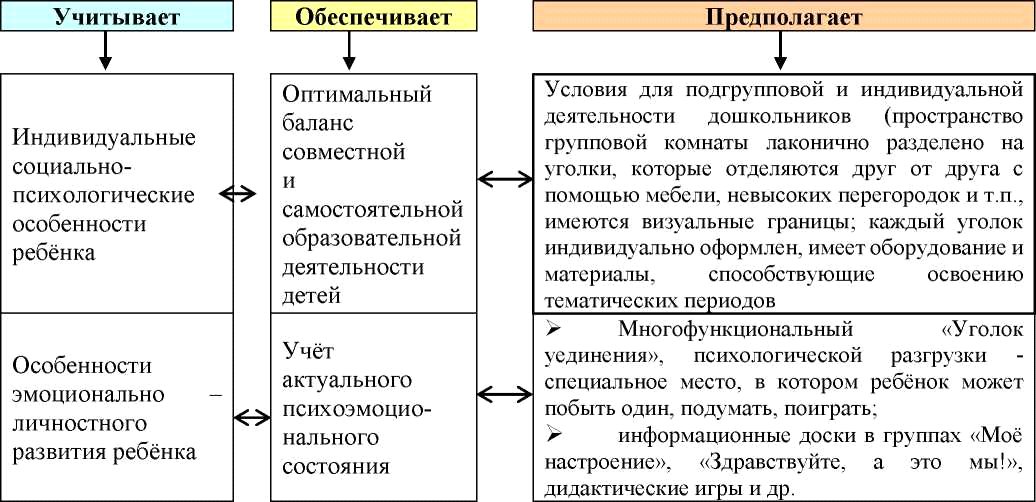 Учитывает
Обеспечивает
Предполагает
Индивидуальные
социально-
психологические
особенности
ребёнка
Оптимальный
баланс
совместной
и
самостоятельной
образовательной
деятельности
детей
Условия для подгрупповой и индивидуальной
деятельности дошкольников (пространство
групповой комнаты лаконично разделено на
уголки, которые отделяются друг от друга с
помощью мебели, невысоких перегородок и т.п.,
имеются визуальные границы; каждый уголок
индивидуально оформлен, имеет оборудование и
материалы, способствующие освоению
тематических периодов
Особенности
эмоционально –
личностного
развития ребёнка
Учёт
актуального
психоэмоцио-
нального
состояния
➢ Многофункциональный «Уголок
уединения», психологической разгрузки -
специальное место, в котором ребёнок может
побыть один, подумать, поиграть;
➢ информационные доски в группах «Моё
настроение», «Здравствуйте, а это мы!»,
дидактические игры и др.